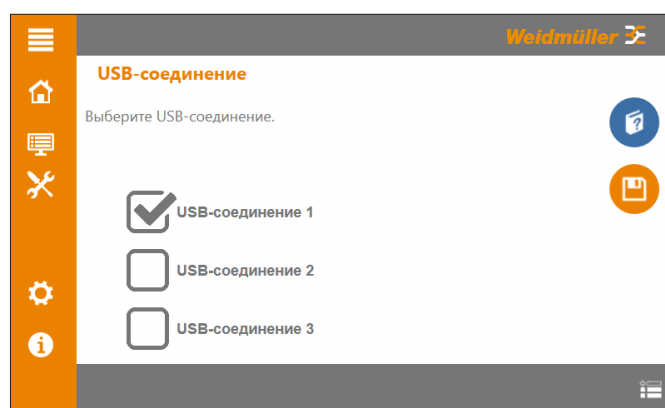 Weidmüller
USB-соединение
Выберите USB-соединение.
USB-соединение 1
USB-соединение 2
USB-соединение 3